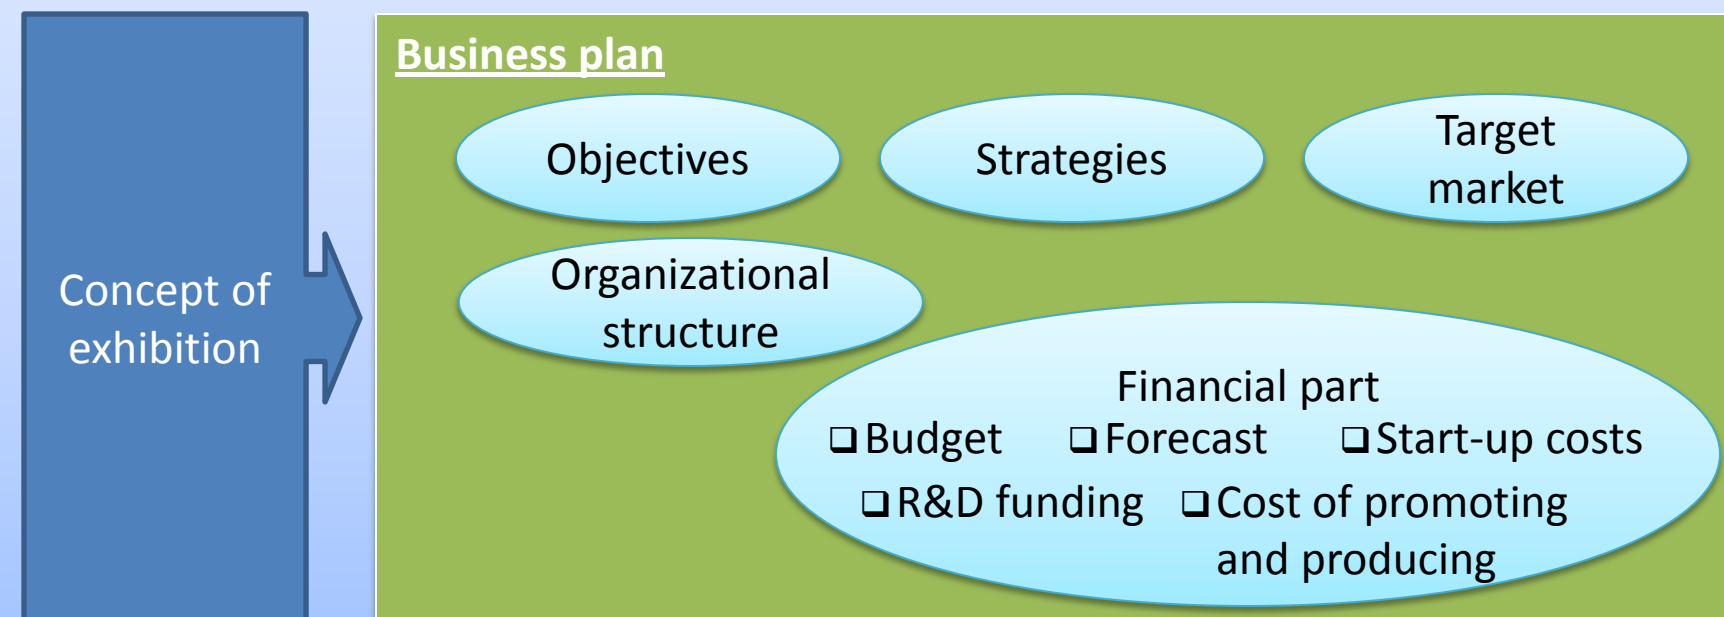 Concept of
exhibition
Business plan
Objectives
Strategies
Target
market
Organizational
structure
Financial part
❑ Budget ❑ Forecast ❑ Start-up costs
❑ R&D funding ❑ Cost of promoting
and producing